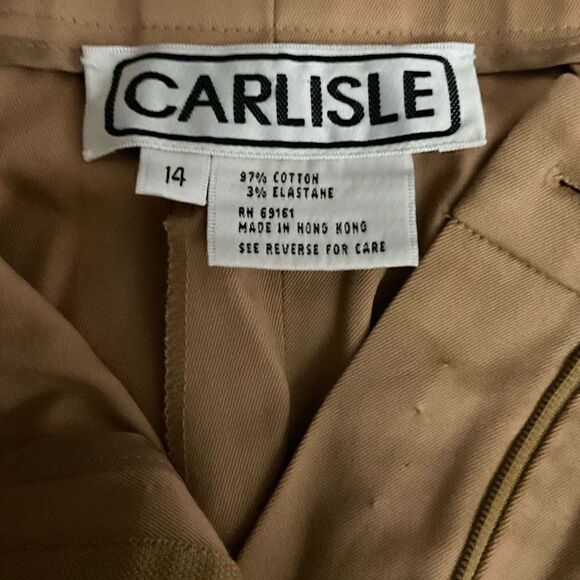 CARLISLE
14
97% COTTON
3% ELASTANE
RN 69161
MADE IN HONG KONG
SEE REVERSE FOR CARE